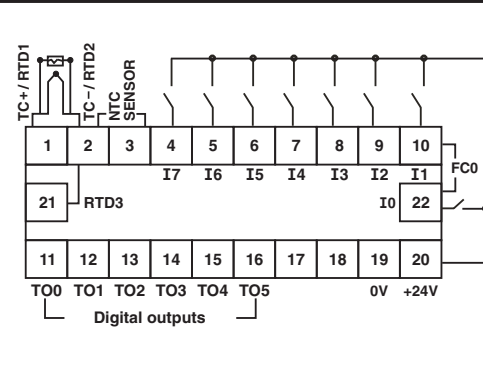 TC+/ RTD1
TC-/ RTD2
NTC
SENSOR
1 2 3 4 5 6 7 8 9 10
I7 I6 I5 I4 I3 I2 I1
FC0
21 RTD3 I0 22
11 12 13 14 15 16 17 18 19 20
TO0 TO1 TO2 TO3 TO4 TO5 0V +24V
Digital outputs